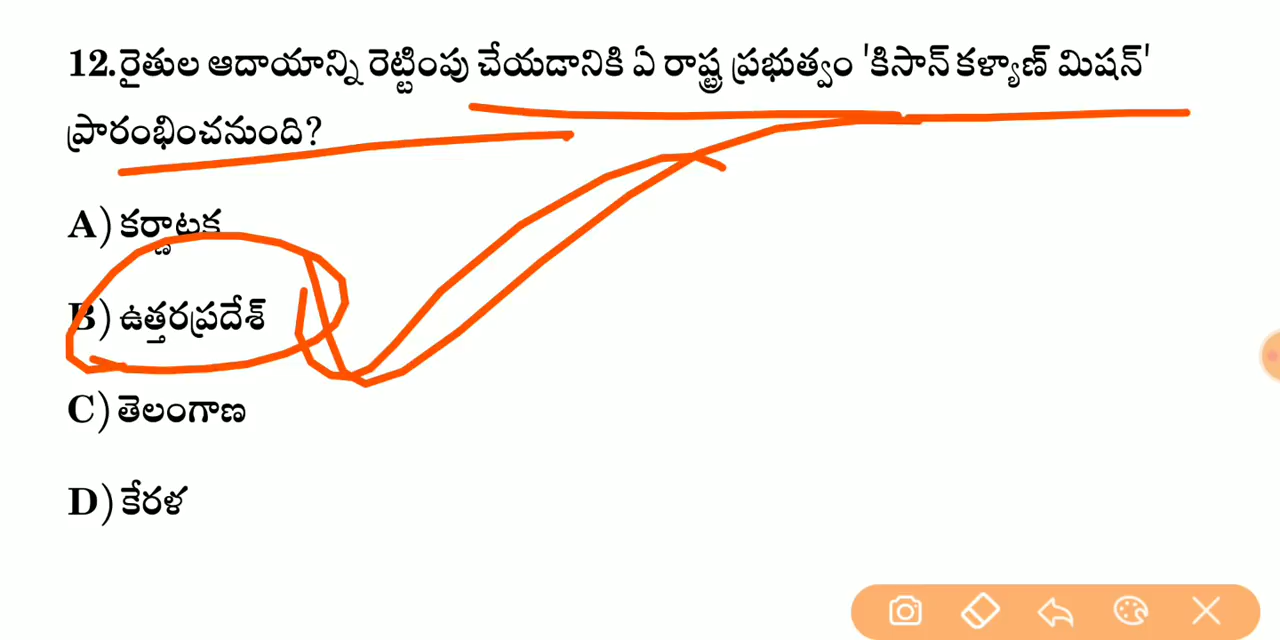 12.రైతుల ఆదాయాన్ని రెట్టింపు చేయడానికి ఏ రాష్ట్ర ప్రభుత్వం 'కిసాన్ కళ్యాణ్ మిషన్'
ప్రారంభించనుంది?
A) కర్ణాటక
B) ఉత్తరప్రదేశ్
C) తెలంగాణ
D) కేరళ